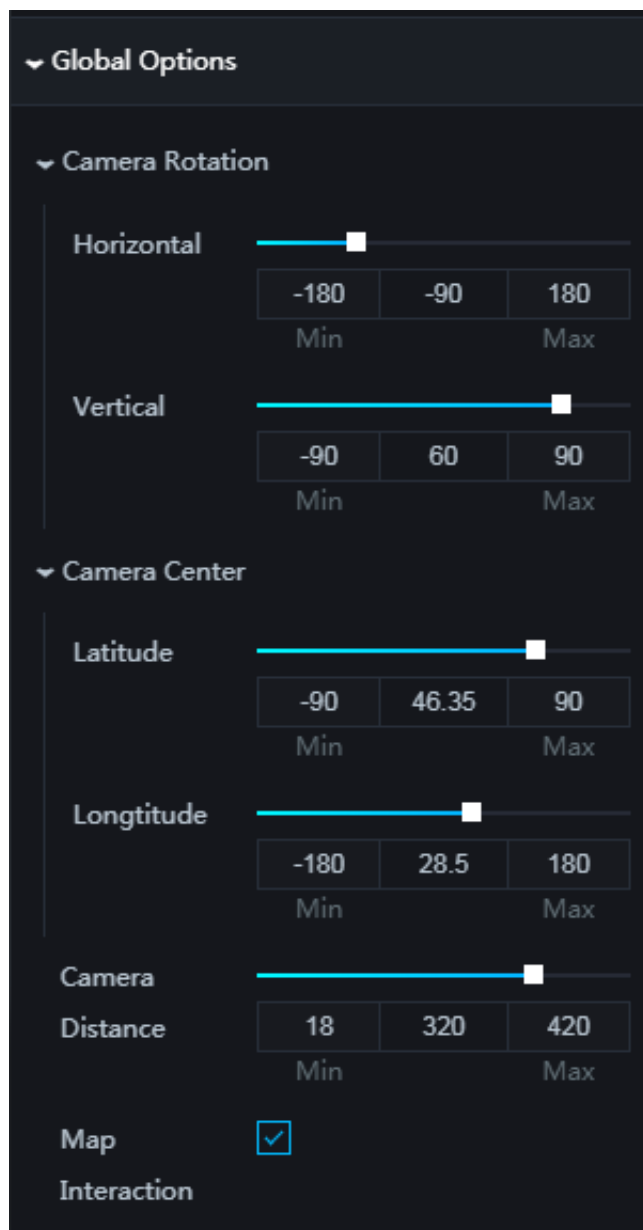 Global Options
Camera Rotation
Horizontal
-180 -90 180
Min Max
Vertical
-90 60 90
Min Max
Camera Center
Latitude
-90 46.35 90
Min Max
Longtitude
-180 28.5 180
Min Max
Camera
Distance 18 320 420
Min Max
Map
Interaction